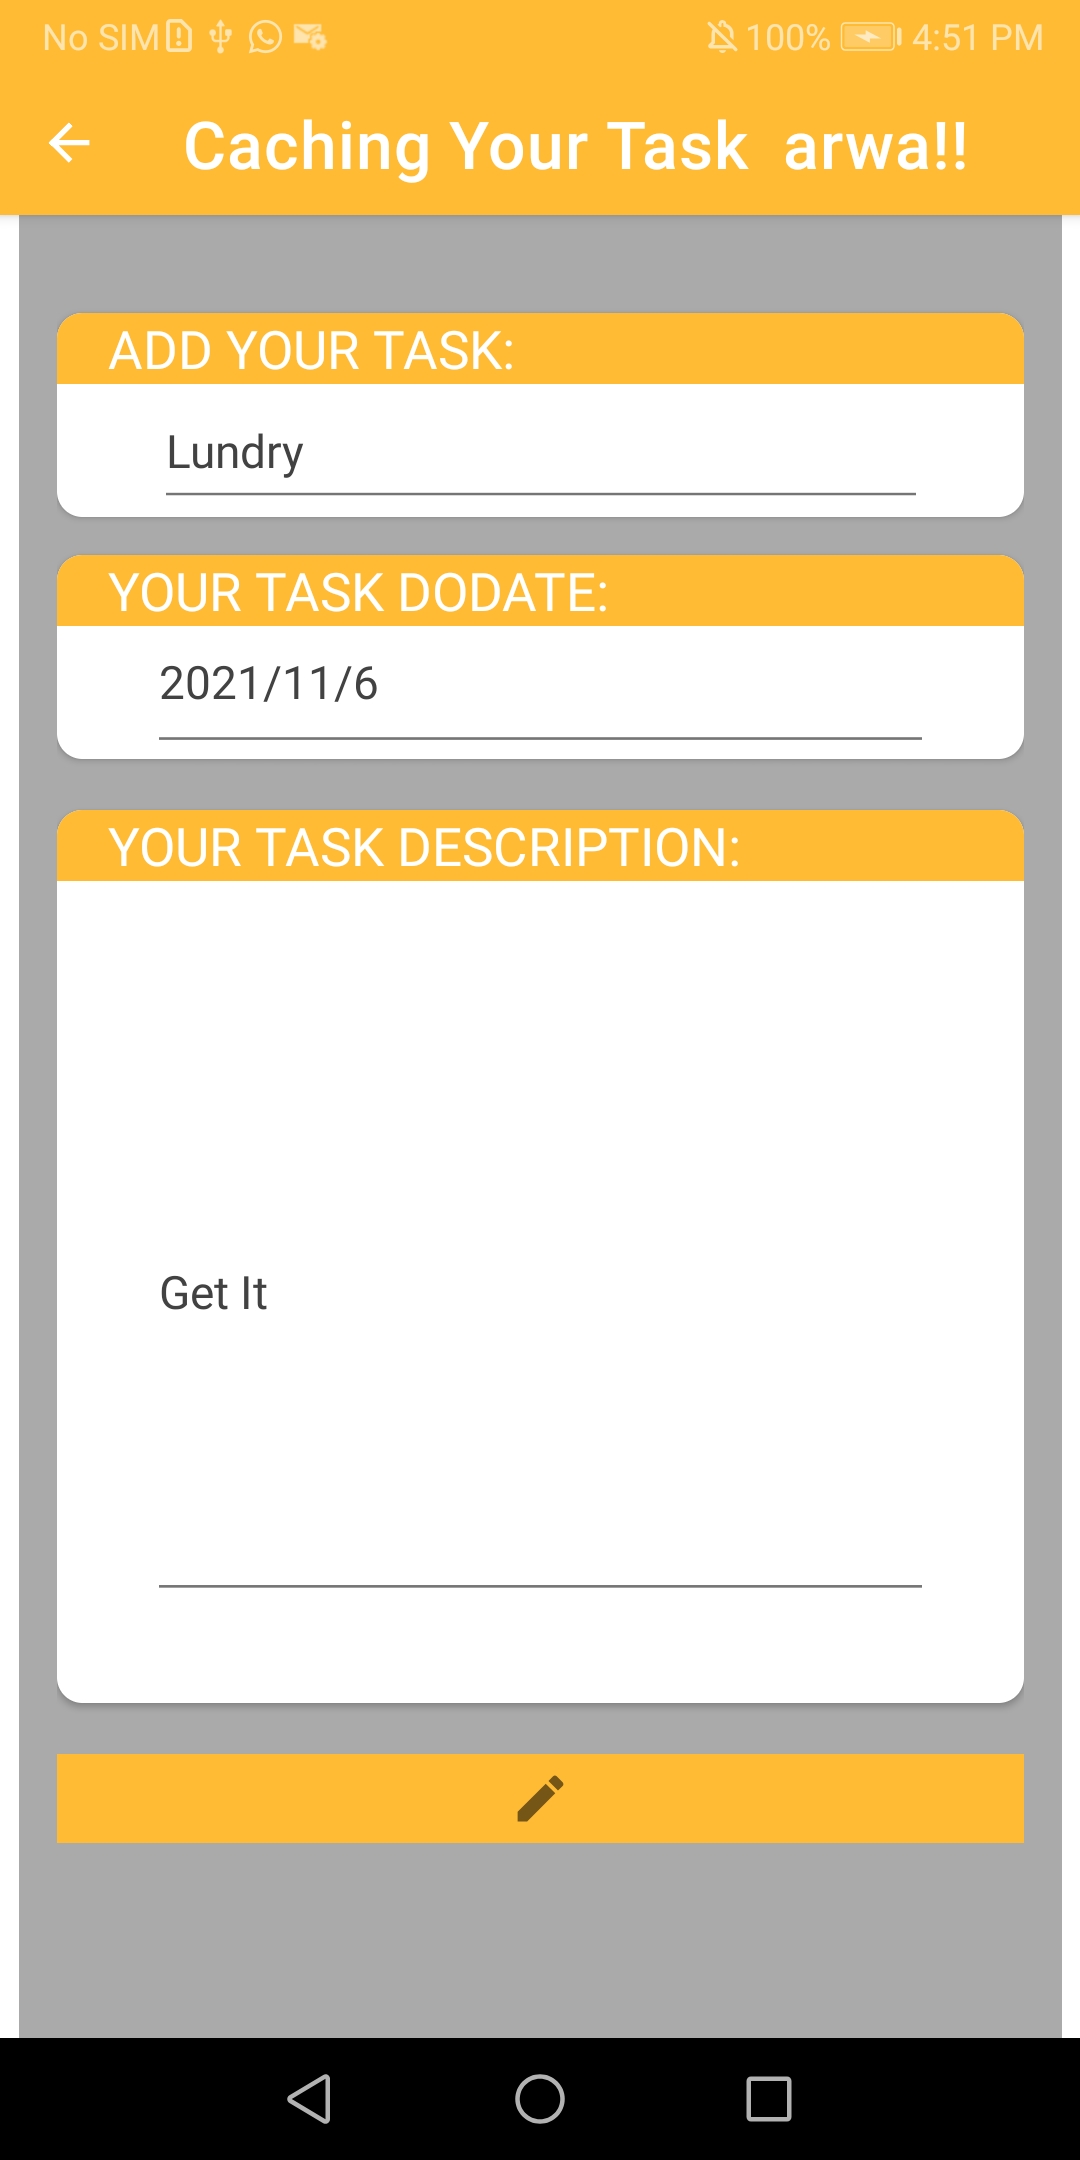 No SIM 100% 4:51 PM
Caching Your Task arwa!!
ADD YOUR TASK:
Lundry
YOUR TASK DODATE:
2021/11/6
YOUR TASK DESCRIPTION:
Get It